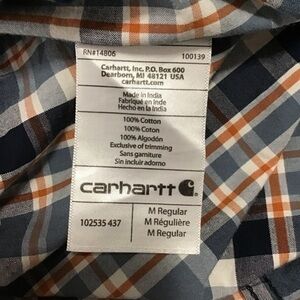 RN#14806 100139
Carhartt, Inc. P.O. Box 600
Dearborn, MI 48121 USA
carhartt.com
Made in India
Fabriqué en Inde
Hecho en la India
100% Cotton
100% Coton
100% Algodón
Exclusive of trimming
Sans garniture
Sin incluir adorno
carhartt
102535 437
M Regular
M Régulière
M Regular